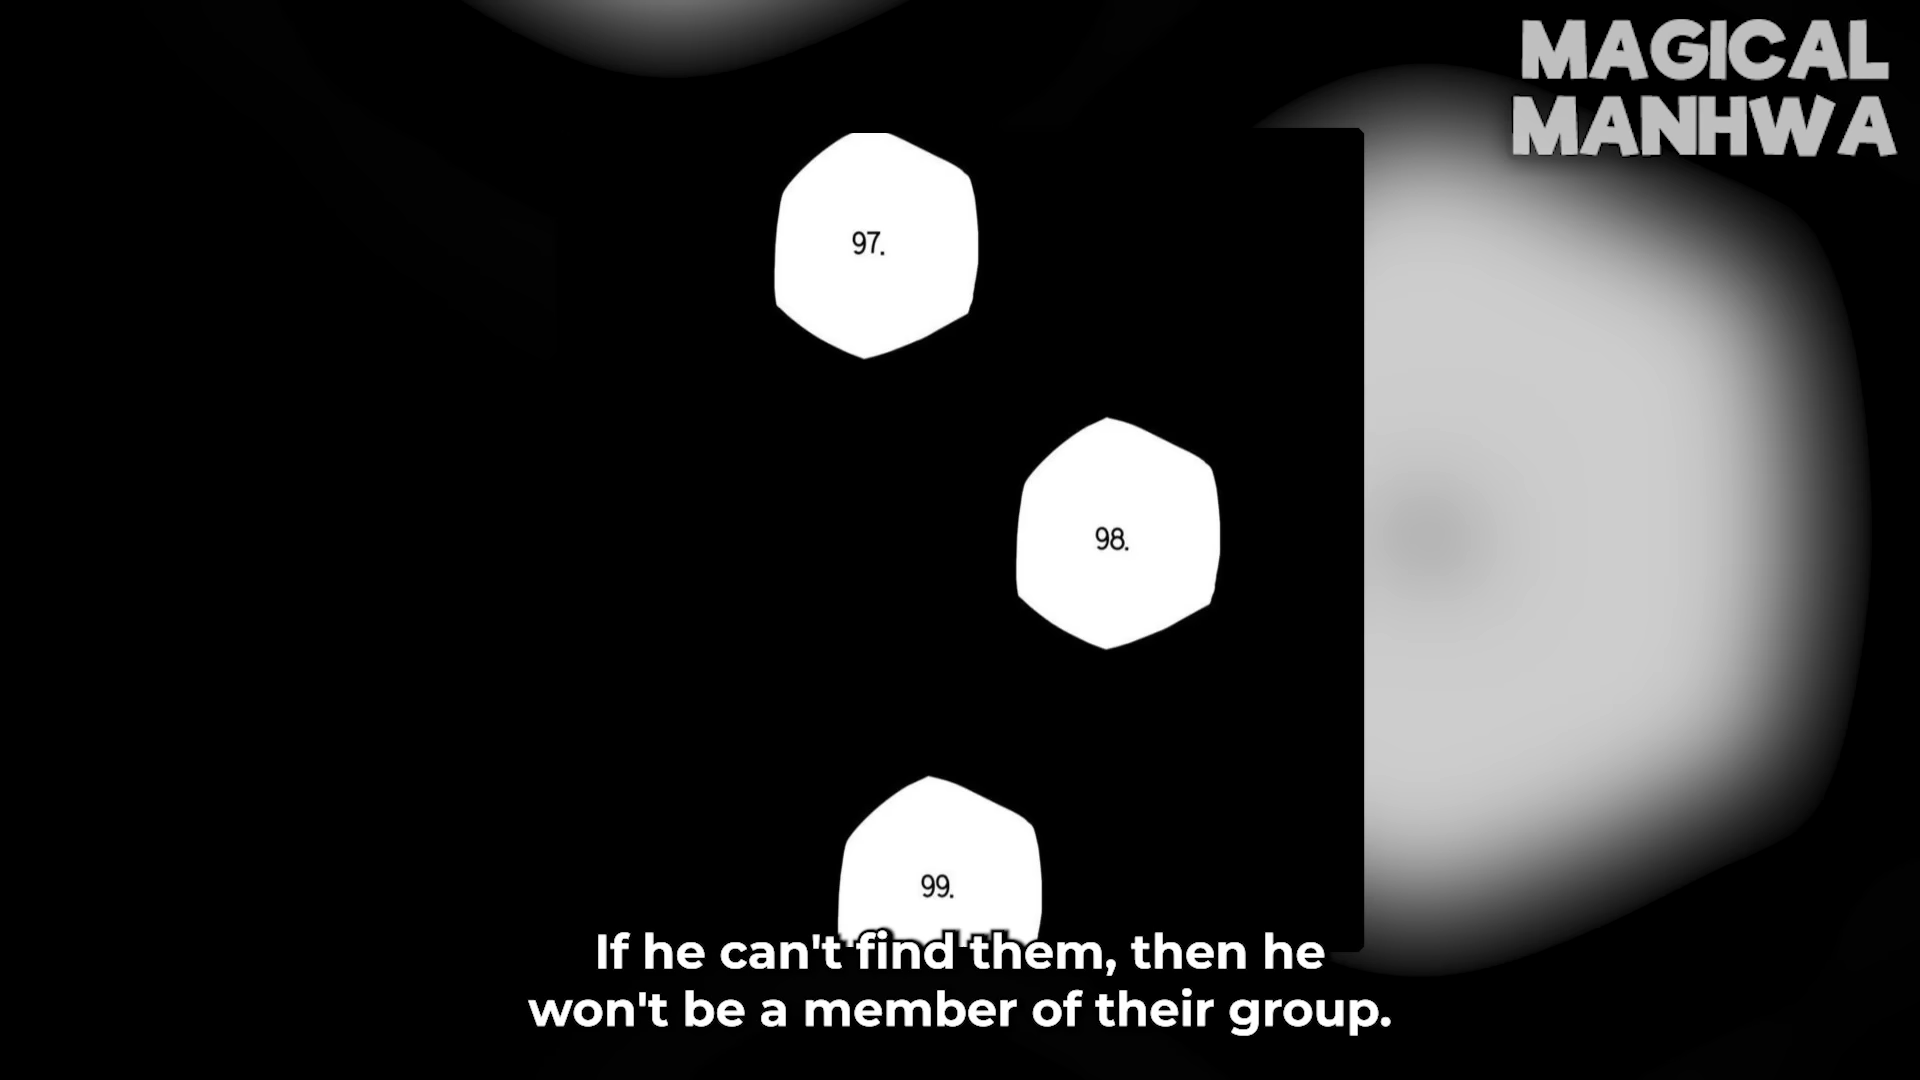 MAGICAL
MANHWA
97.
98.
99.
If he can't find them, then he
won't be a member of their group.